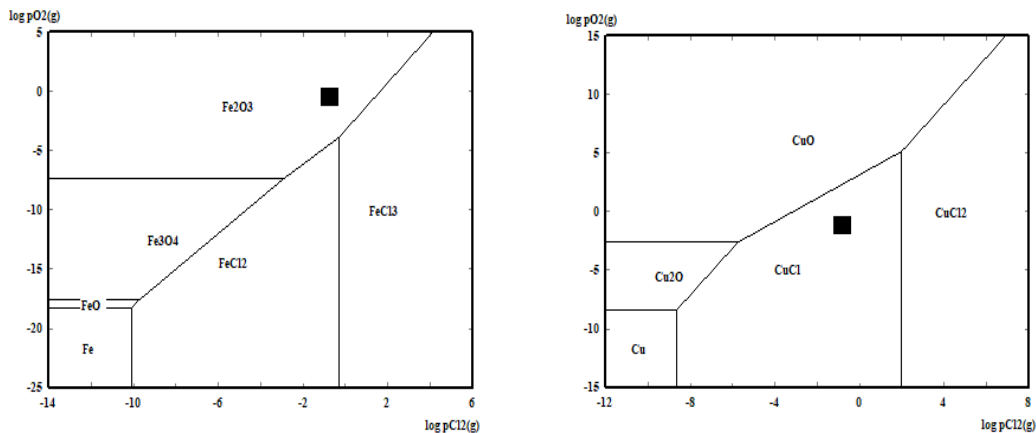 log pO2(g)
5
0
-5
-10
-15
-20
-25
Fe2O3
Fe3O4
FeO
Fe
FeCl2
FeCl3
-14
-10
-6
-2
2
6
log pCl2(g)
log pO2(g)
15
10
5
0
-5
-10
-15
CuO
Cu2O
Cu
CuCl
CuCl2
-12
-8
-4
0
4
8
log pCl2(g)